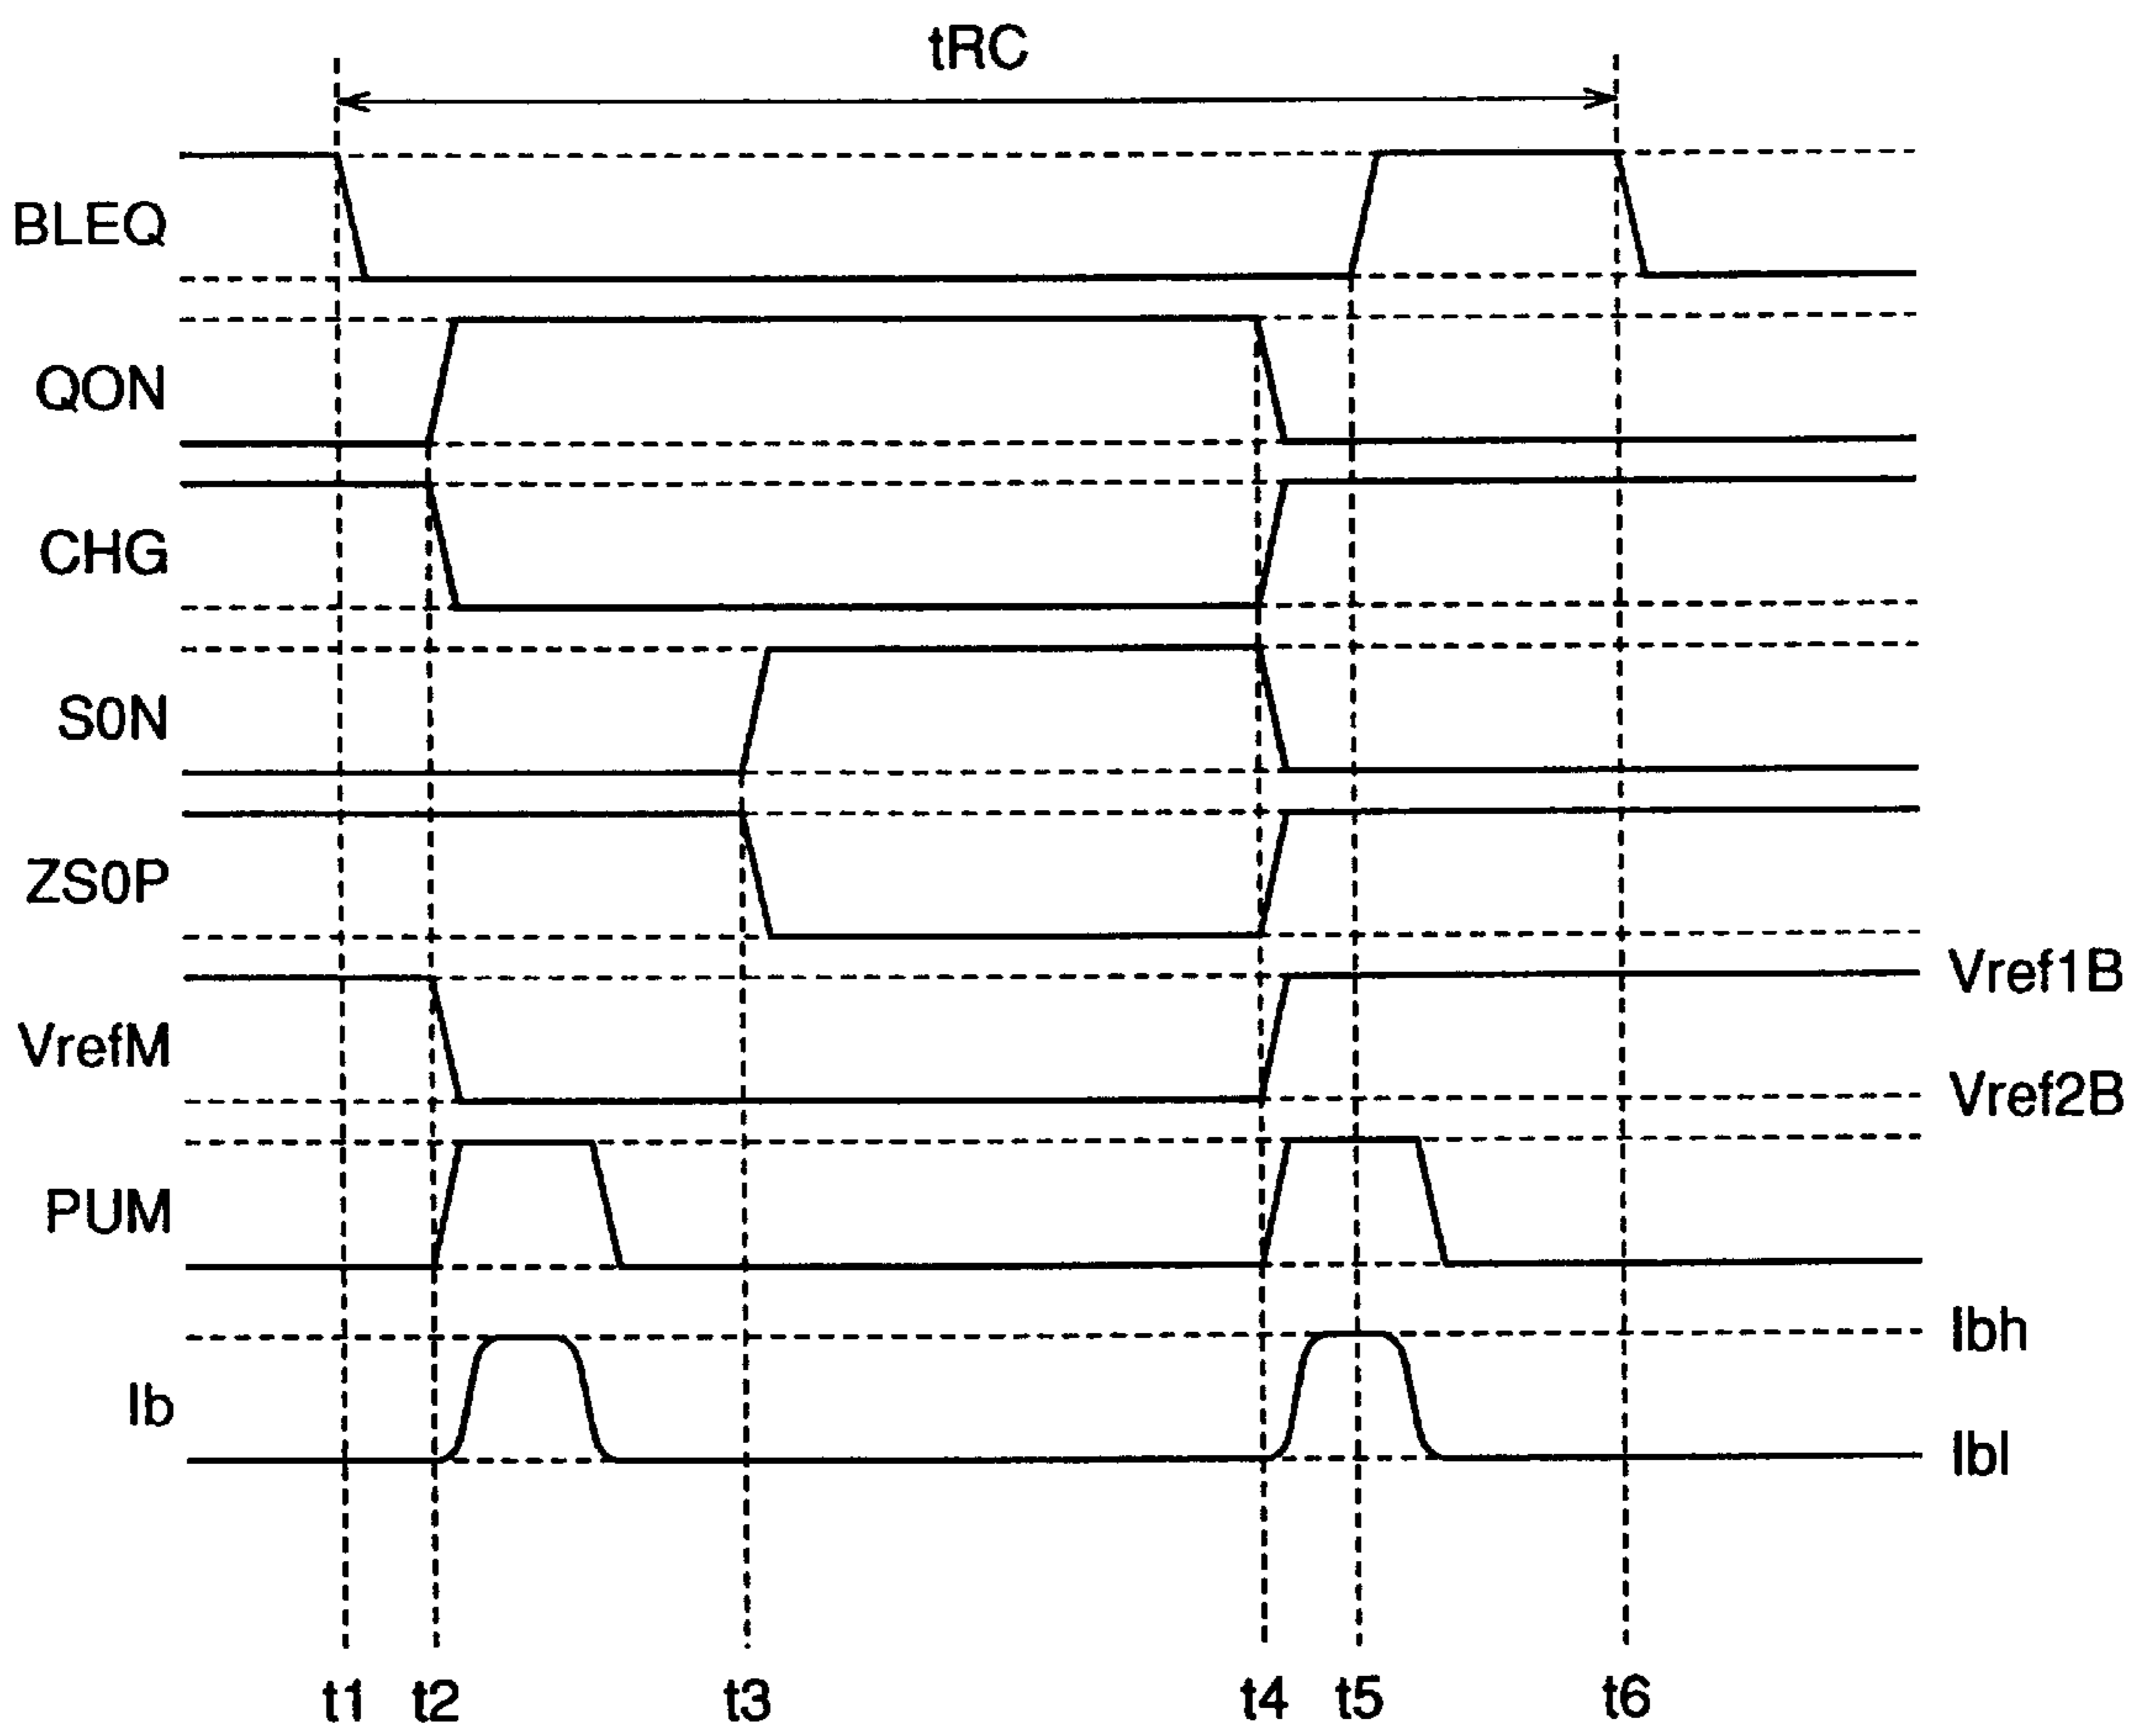 tRC
BLEQ
QON
CHG
S0N
ZS0P
Vref1B
VrefM
Vref2B
PUM
Ibh
Ib
Ibl
t1 t2 t3 t4 t5 t6